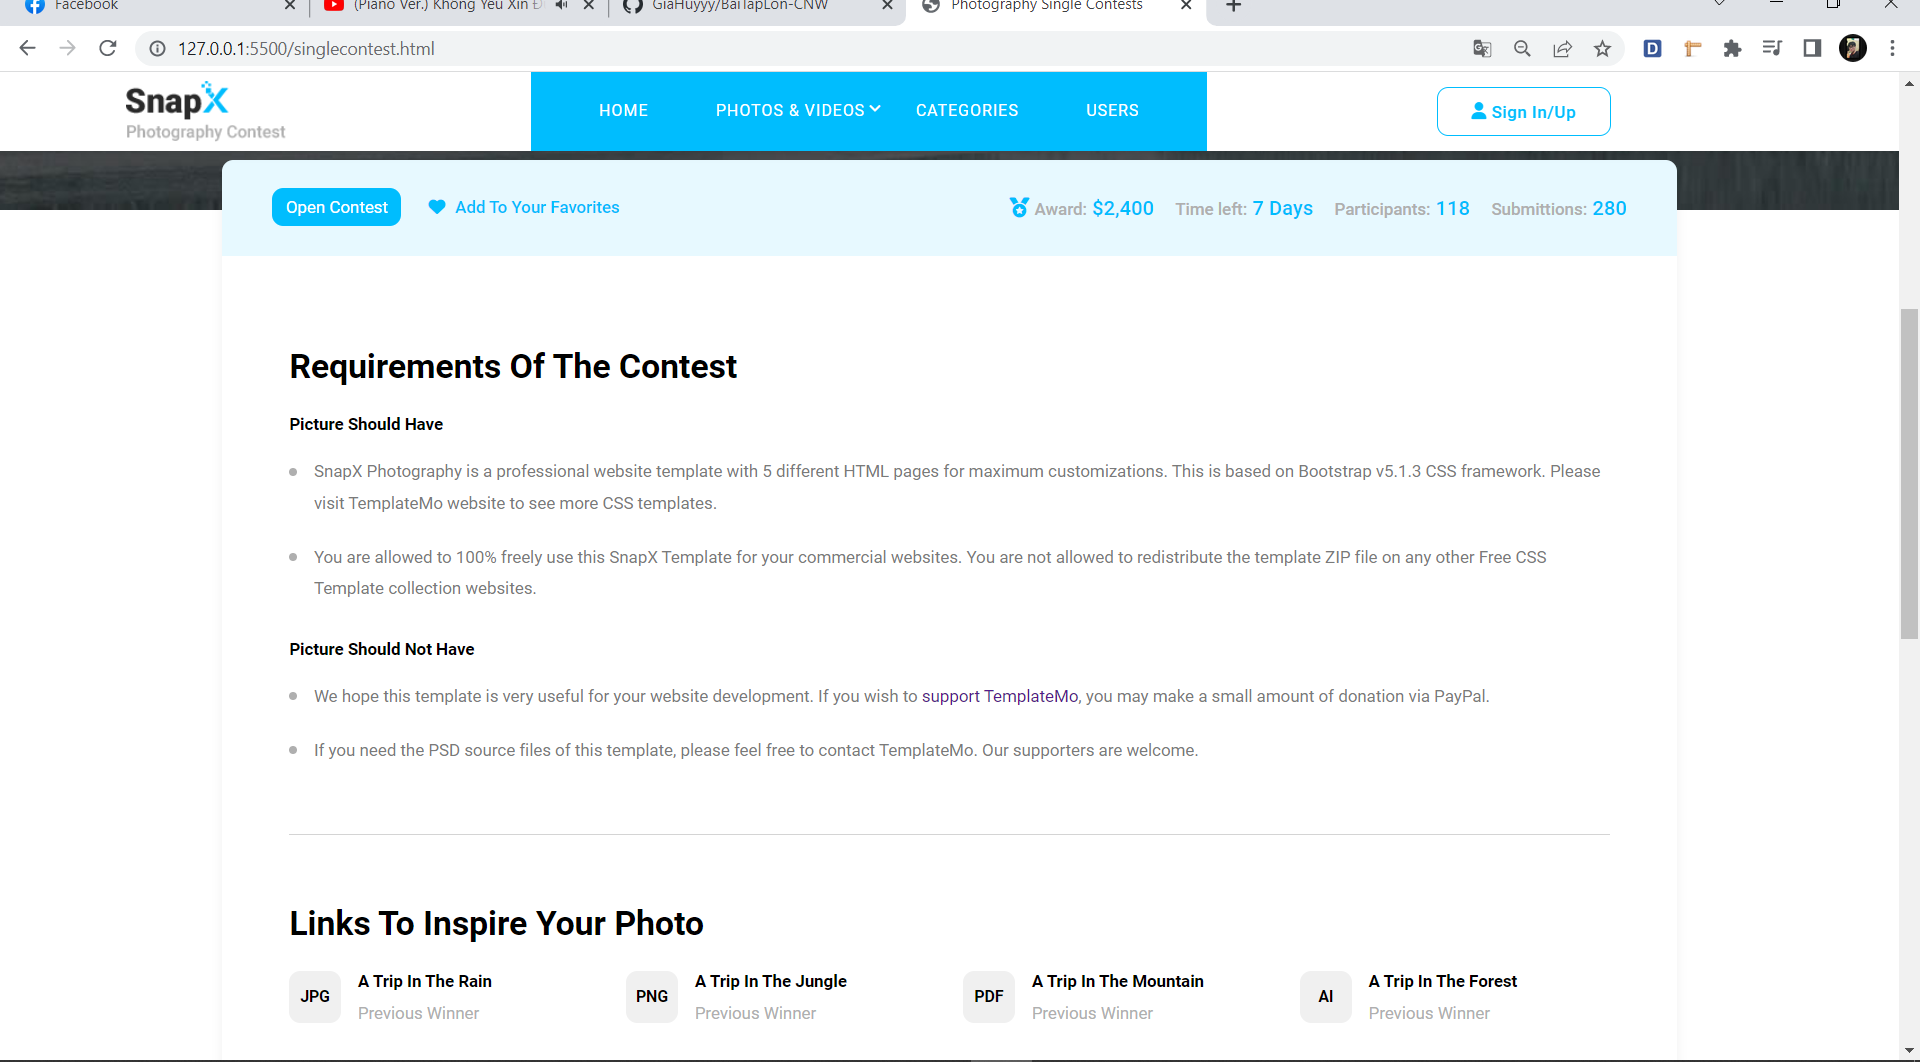 Facebook
(Piano Ver.) Không Yêu Xin Đ
GiaHuyyy/BaiTapLon-CNW
Photography Single Contests
127.0.0.1:5500/singlecontest.html
SnapX
Photography Contest
HOME
PHOTOS & VIDEOS
CATEGORIES
USERS
Sign In/Up
Open Contest
Add To Your Favorites
Award: $2,400
Time left: 7 Days
Participants: 118
Submittions: 280
Requirements Of The Contest
Picture Should Have
SnapX Photography is a professional website template with 5 different HTML pages for maximum customizations. This is based on Bootstrap v5.1.3 CSS framework. Please
visit TemplateMo website to see more CSS templates.
You are allowed to 100% freely use this SnapX Template for your commercial websites. You are not allowed to redistribute the template ZIP file on any other Free CSS
Template collection websites.
Picture Should Not Have
We hope this template is very useful for your website development. If you wish to support TemplateMo, you may make a small amount of donation via PayPal.
If you need the PSD source files of this template, please feel free to contact TemplateMo. Our supporters are welcome.
Links To Inspire Your Photo
JPG
A Trip In The Rain
Previous Winner
PNG
A Trip In The Jungle
Previous Winner
PDF
A Trip In The Mountain
Previous Winner
AI
A Trip In The Forest
Previous Winner